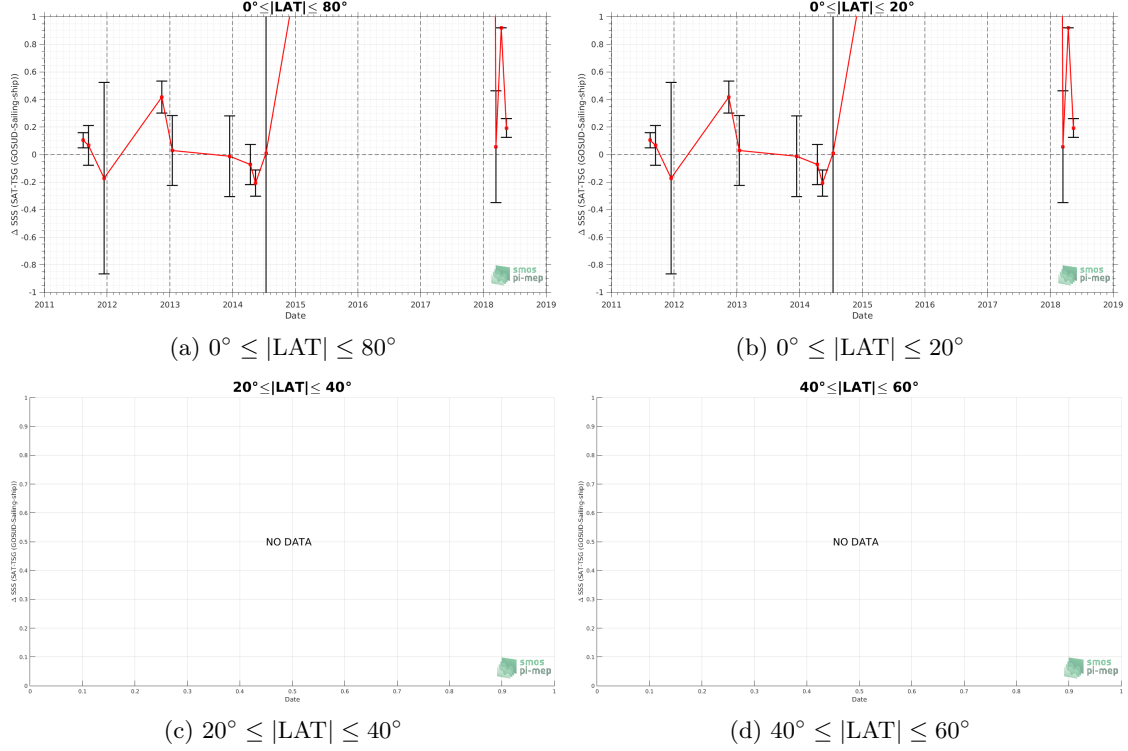 0°≤|LAT|≤ 80°
Δ SSS (SAT-TSG (GOSUD-Sailing-ship))
1
0.8
0.6
0.4
0.2
0
-0.2
-0.4
-0.6
-0.8
-1
2011 2012 2013 2014 2015 2016 2017 2018 2019
Date
smos
pi-mep
(a) 0° ≤ |LAT| ≤ 80°
0°≤|LAT|≤ 20°
Δ SSS (SAT-TSG (GOSUD-Sailing-ship))
1
0.8
0.6
0.4
0.2
0
-0.2
-0.4
-0.6
-0.8
-1
2011 2012 2013 2014 2015 2016 2017 2018 2019
Date
smos
pi-mep
(b) 0° ≤ |LAT| ≤ 20°
20°≤|LAT|≤ 40°
Δ SSS (SAT-TSG (GOSUD-Sailing-ship))
1
0.9
0.8
0.7
0.6
0.5
0.4
0.3
0.2
0.1
0
NO DATA
0 0.1 0.2 0.3 0.4 0.5 0.6 0.7 0.8 0.9 1
Date
smos
pi-mep
(c) 20° ≤ |LAT| ≤ 40°
40°≤|LAT|≤ 60°
Δ SSS (SAT-TSG (GOSUD-Sailing-ship))
1
0.9
0.8
0.7
0.6
0.5
0.4
0.3
0.2
0.1
0
NO DATA
0 0.1 0.2 0.3 0.4 0.5 0.6 0.7 0.8 0.9 1
Date
smos
pi-mep
(d) 40° ≤ |LAT| ≤ 60°